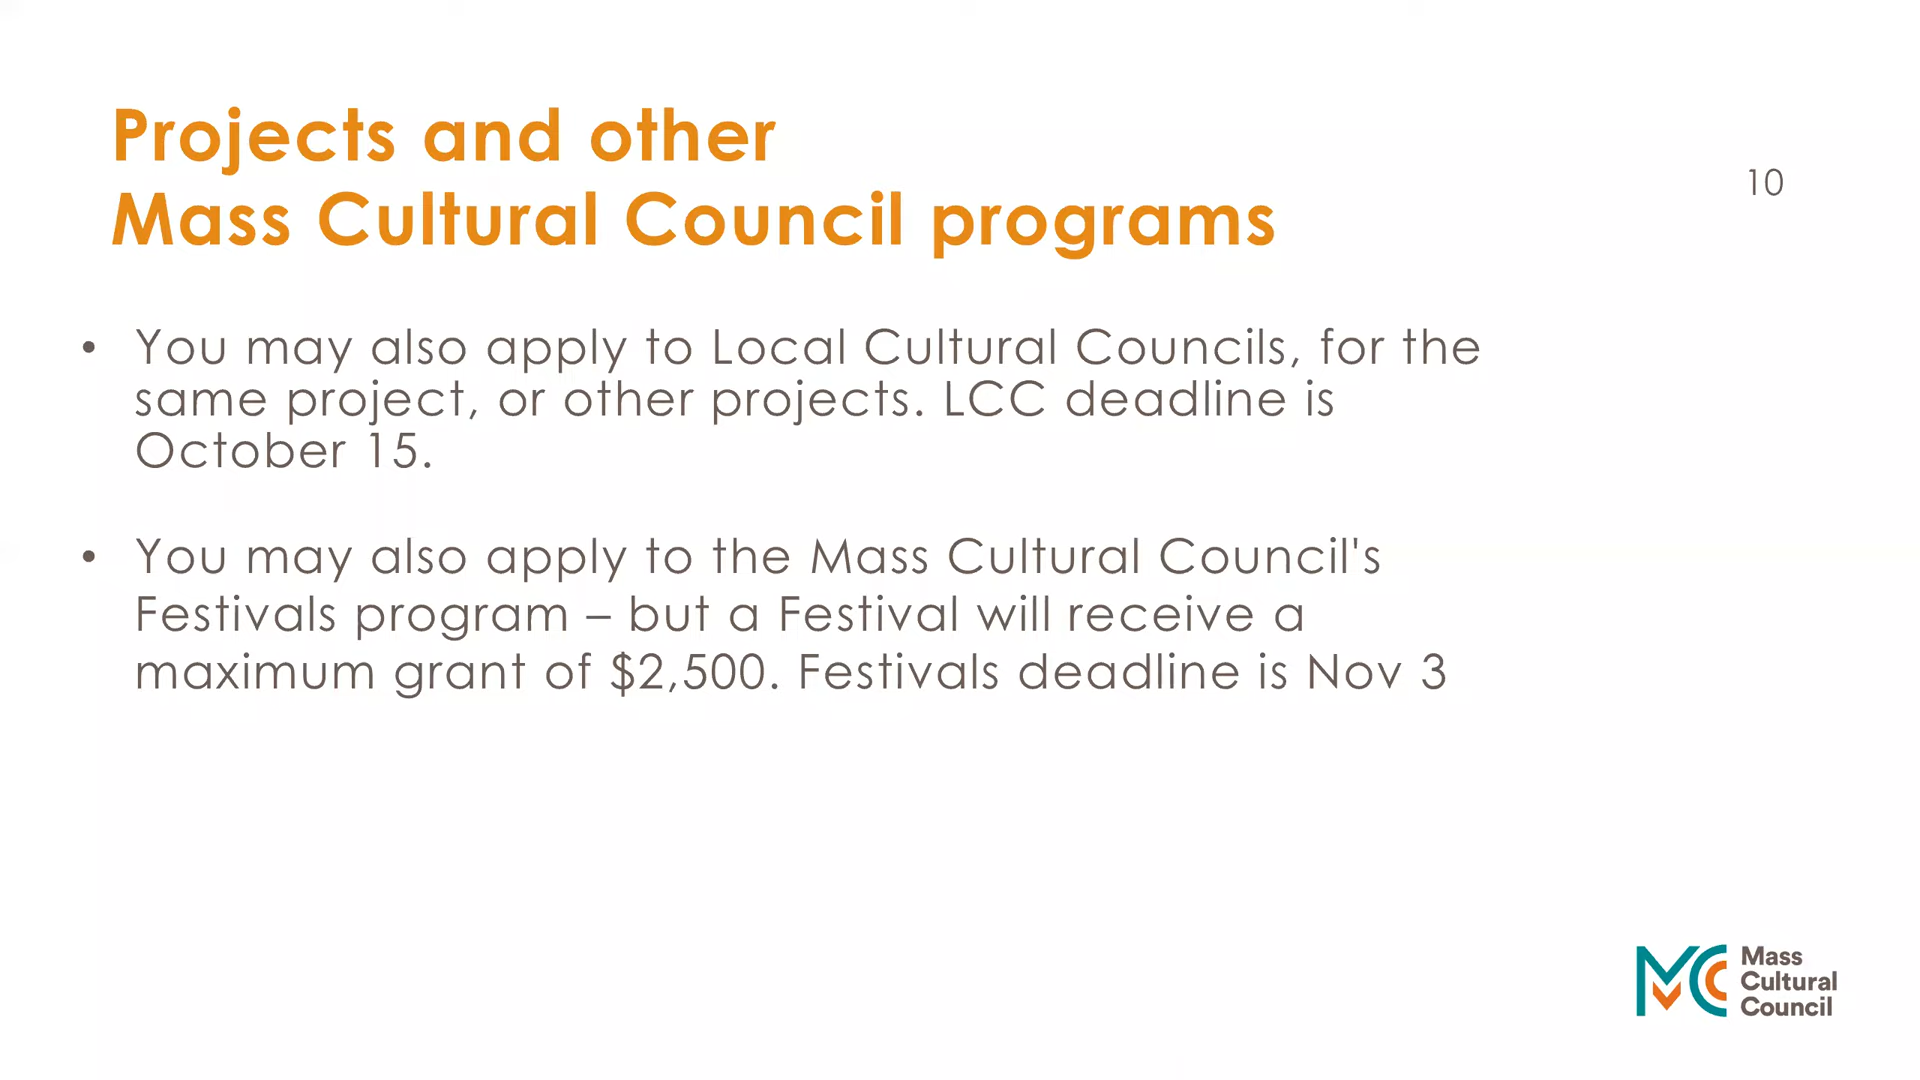 Projects and other
Mass Cultural Council programs
10
• You may also apply to Local Cultural Councils, for the
same project, or other projects. LCC deadline is
October 15.
• You may also apply to the Mass Cultural Council's
Festivals program – but a Festival will receive a
maximum grant of $2,500. Festivals deadline is Nov 3
Mass
Cultural
Council